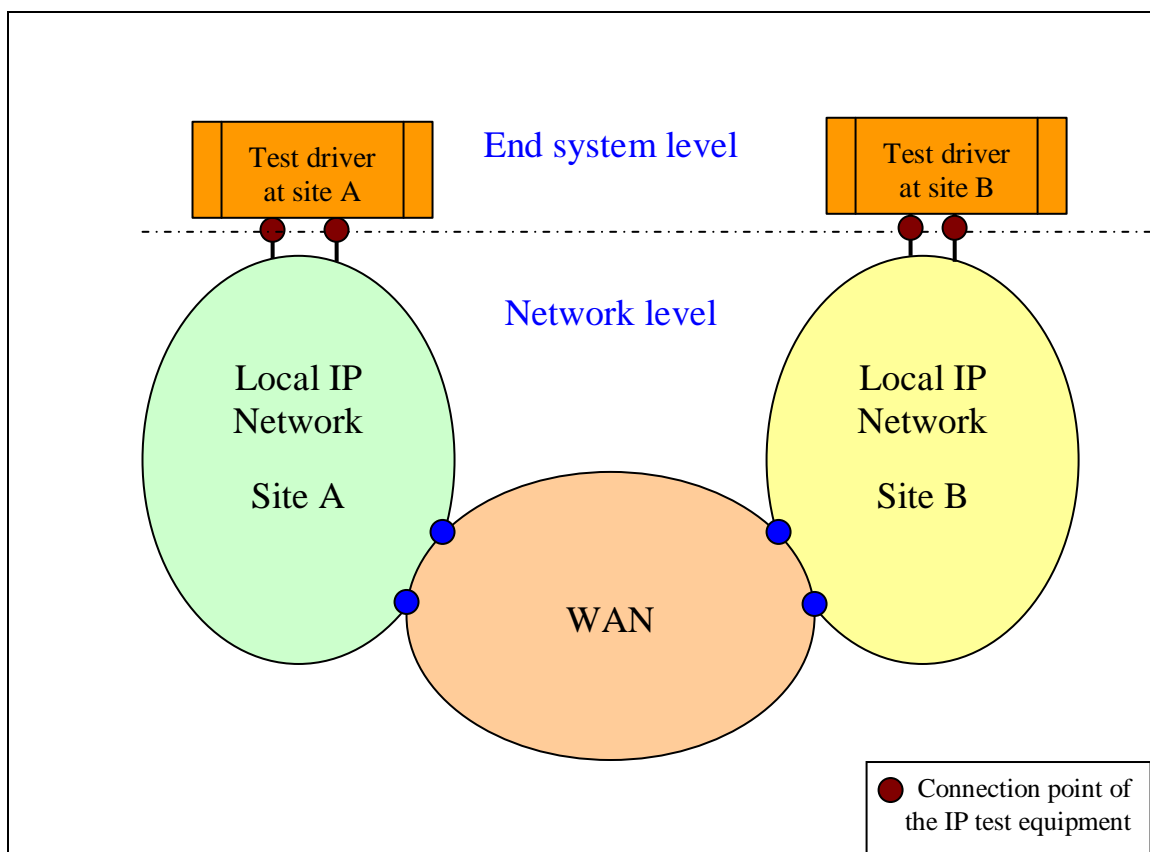 End system level
Test driver
at site A
Test driver
at site B
Network level
Local IP
Network
Site A
Local IP
Network
Site B
WAN
Connection point of
the IP test equipment